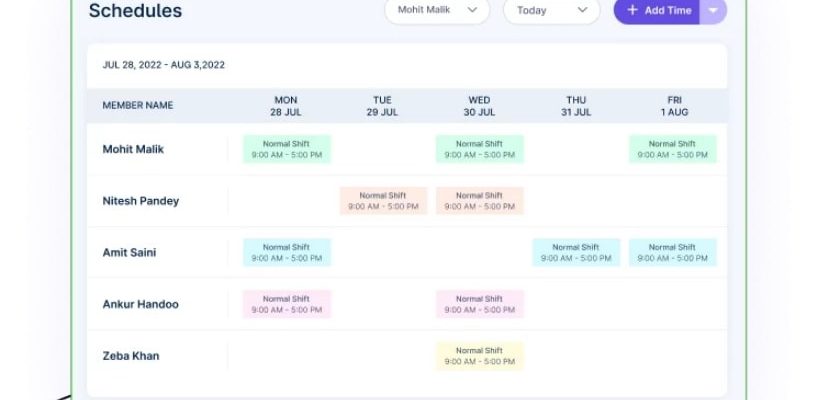 Schedules
Mohit Malik
Today
+ Add Time
JUL 28, 2022 - AUG 3,2022
MEMBER NAME
MON
28 JUL
TUE
29 JUL
WED
30 JUL
THU
31 JUL
FRI
1 AUG
Mohit Malik
Normal Shift
9:00 AM - 5:00 PM
Normal Shift
9:00 AM - 5:00 PM
Normal Shift
9:00 AM - 5:00 PM
Nitesh Pandey
Normal Shift
9:00 AM - 5:00 PM
Normal Shift
9:00 AM - 5:00 PM
Amit Saini
Normal Shift
9:00 AM - 5:00 PM
Normal Shift
9:00 AM - 5:00 PM
Normal Shift
9:00 AM - 5:00 PM
Ankur Handoo
Normal Shift
9:00 AM - 5:00 PM
Normal Shift
9:00 AM - 5:00 PM
Zeba Khan
Normal Shift
9:00 AM - 5:00 PM